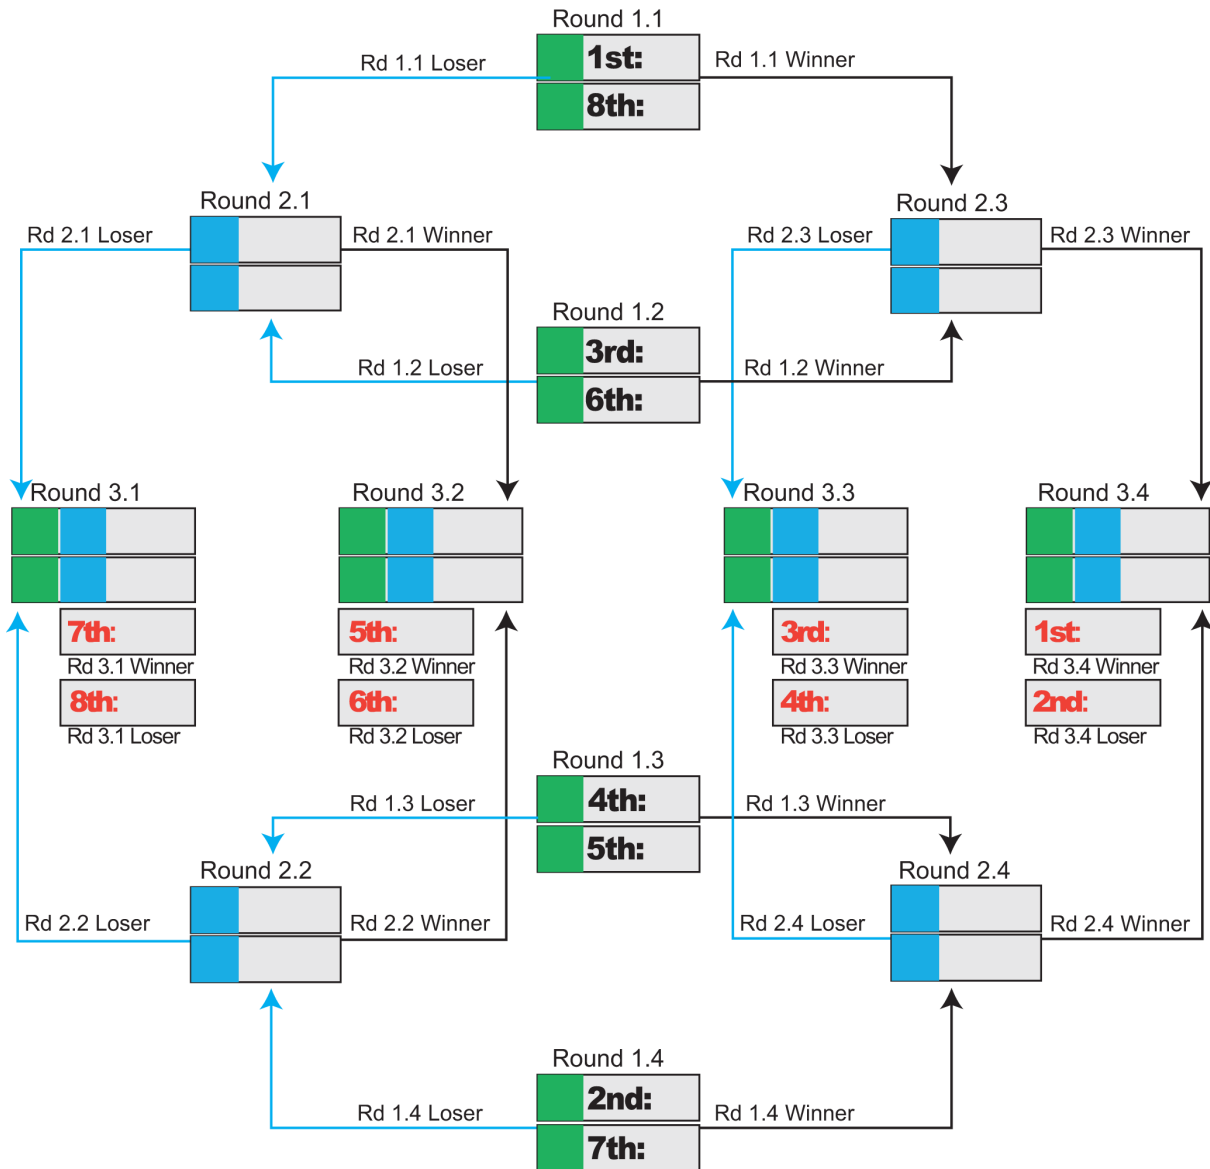 Round 1.1
Rd 1.1 Loser
1st:
Rd 1.1 Winner
8th:
Round 2.1
Round 2.3
Rd 2.1 Loser
Rd 2.1 Winner
Rd 2.3 Loser
Rd 2.3 Winner
Round 1.2
3rd:
Rd 1.2 Loser
Rd 1.2 Winner
6th:
Round 3.1
Round 3.2
Round 3.3
Round 3.4
7th:
5th:
3rd:
1st:
Rd 3.1 Winner
Rd 3.2 Winner
Rd 3.3 Winner
Rd 3.4 Winner
8th:
6th:
4th:
2nd:
Rd 3.1 Loser
Rd 3.2 Loser
Rd 3.3 Loser
Rd 3.4 Loser
Round 1.3
Rd 1.3 Loser
4th:
Rd 1.3 Winner
5th:
Round 2.2
Round 2.4
Rd 2.2 Loser
Rd 2.2 Winner
Rd 2.4 Loser
Rd 2.4 Winner
Round 1.4
2nd:
Rd 1.4 Loser
Rd 1.4 Winner
7th: